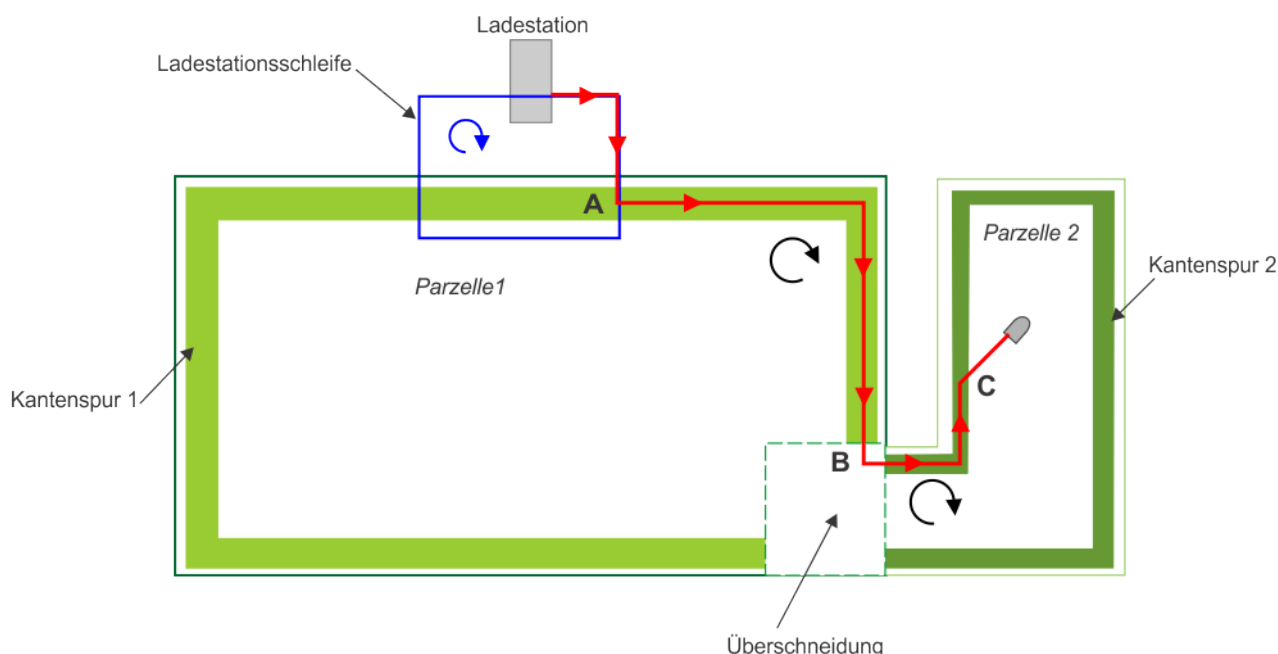 Ladestation
Ladestationsschleife
A
Parzelle 2
Kantenspur 2
Parzelle1
C
Kantenspur 1
B
Überschneidung